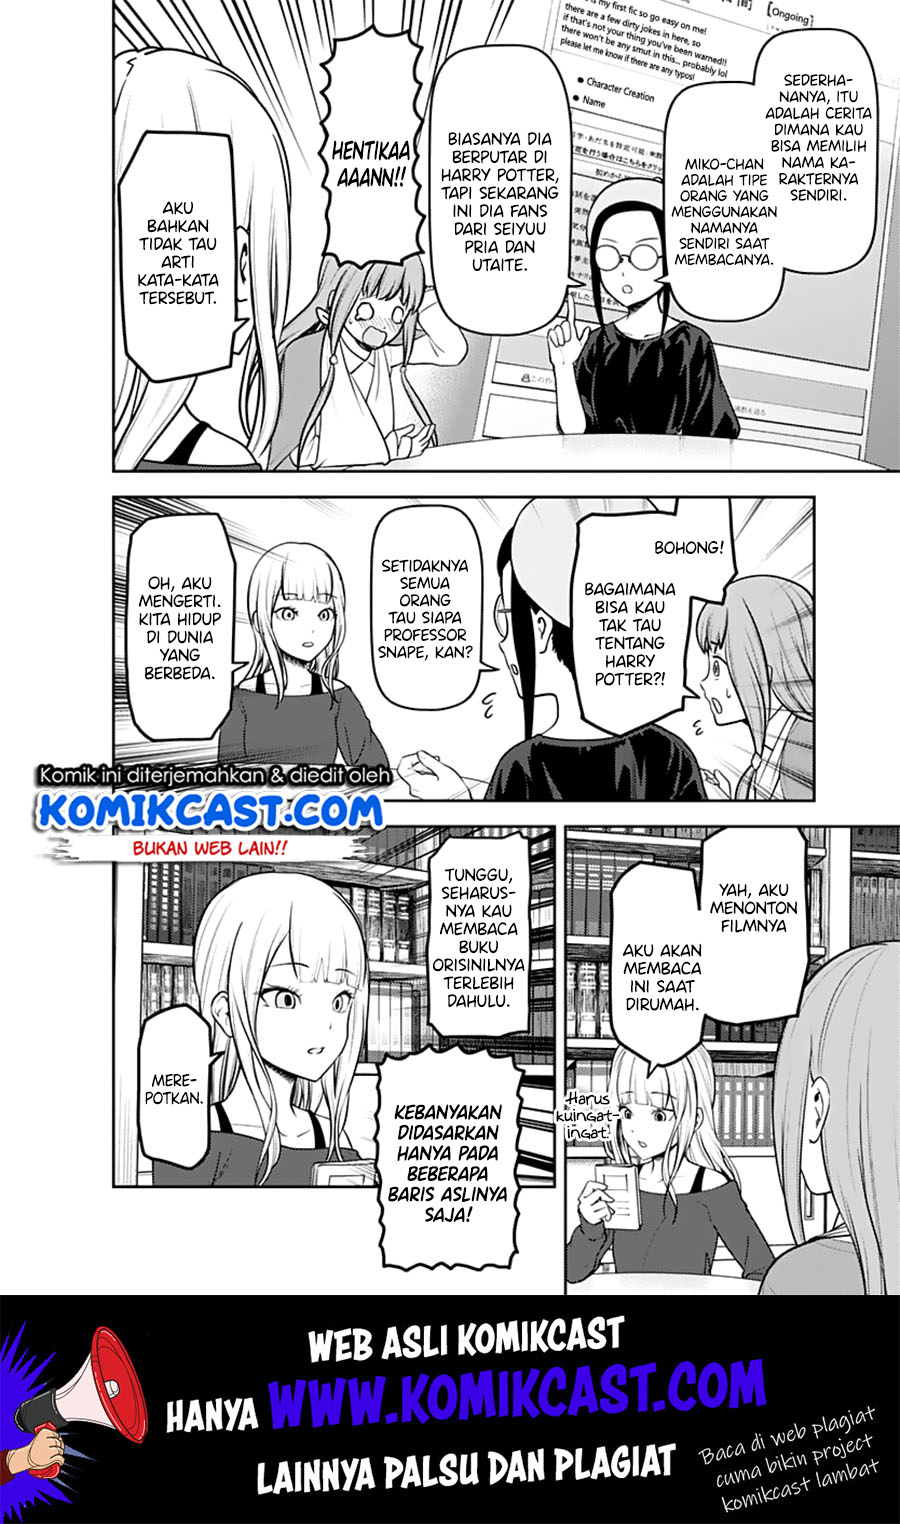 [Ongoing]
is my first fic so go easy on me!
there are a few dirty jokes in here, so
if that's not your thing you've been warned!!
there won't be any smut in this... probably lol
please let me know if there are any typos!
● Character Creation
● Name
SEDERHA-
NANYA, ITU
ADALAH CERITA
DIMANA KAU
BISA MEMILIH
NAMA KA-
RAKTERNYA
SENDIRI.
MIKO-CHAN
ADALAH TIPE
ORANG YANG
MENGGUNAKAN
NAMANYA
SENDIRI SAAT
MEMBACANYA.
BIASANYA DIA
BERPUTAR DI
HARRY POTTER,
TAPI SEKARANG
INI DIA FANS
DARI SEIYUU
PRIA DAN
UTAITE.
HENTIKAA
AAAANN!!
AKU
BAHKAN
TIDAK TAU
ARTI
KATA-KATA
TERSEBUT.
BOHONG!
BAGAIMANA
BISA KAU
TAK TAU
TENTANG
HARRY
POTTER?!
SETIDAKNYA
SEMUA
ORANG
TAU SIAPA
PROFESSOR
SNAPE, KAN?
OH, AKU
MENGERTI.
KITA HIDUP
DI DUNIA
YANG
BERBEDA.
Komik ini diterjemahkan & diedit oleh
KOMIKCAST.COM
BUKAN WEB LAIN!!
YAH, AKU
MENONTON
FILMNYA
AKU AKAN
MEMBACA
INI SAAT
DIRUMAH.
Harus
kuingat-
ingat.
TUNGGU,
SEHARUS-
NYA KAU
MEMBACA
BUKU
ORISINILNYA
TERLEBIH
DAHULU.
KEBANYAKAN
DIDASARKAN
HANYA PADA
BEBERAPA
BARIS ASLINYA
SAJA!
MERE-
POTKAN.
WEB ASLI KOMIKCAST
HANYA WWW.KOMIKCAST.COM
LAINNYA PALSU DAN PLAGIAT
Baca di web plagiat
cuma bikin project
komikcast lambat